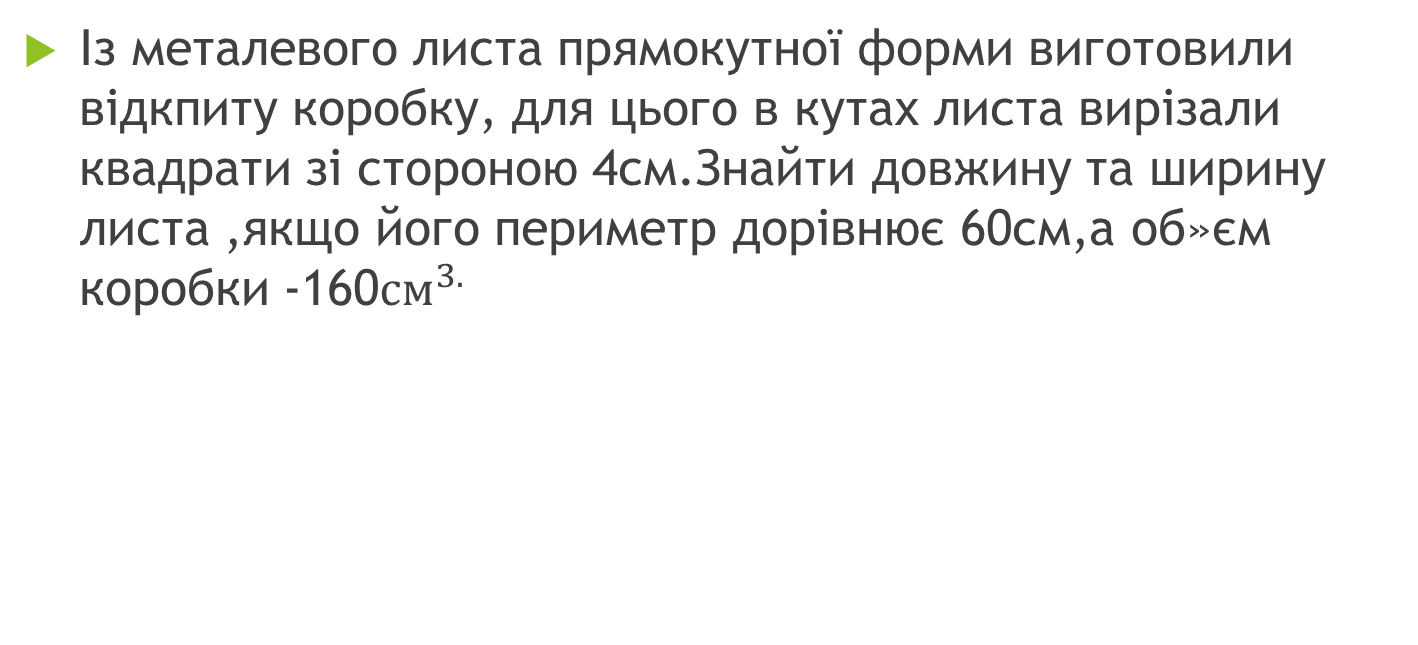 Із металевого листа прямокутної форми виготовили
відкпиту коробку, для цього в кутах листа вирізали
квадрати зі стороною 4см.Знайти довжину та ширину
листа ,якщо його периметр дорівнює 60см,а об»єм
коробки -160см³.